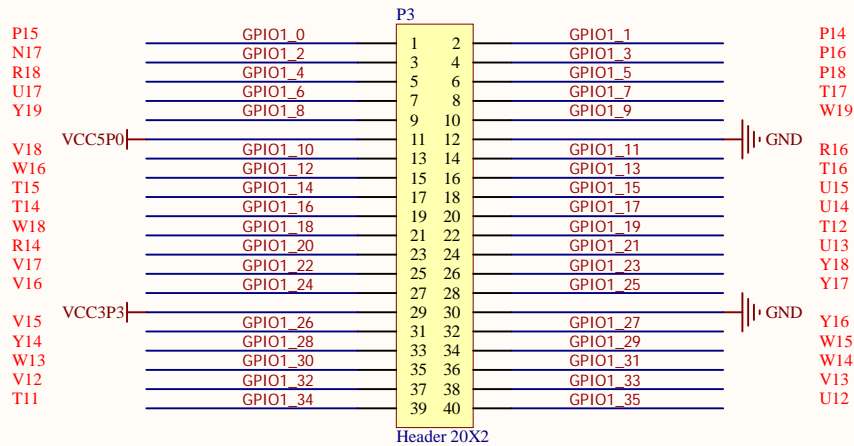 P3
P15 GPIO1_0 1 2 GPIO1_1 P14
N17 GPIO1_2 3 4 GPIO1_3 P16
R18 GPIO1_4 5 6 GPIO1_5 P18
U17 GPIO1_6 7 8 GPIO1_7 T17
Y19 GPIO1_8 9 10 GPIO1_9 W19
VCC5P0 11 12 GND
V18 GPIO1_10 13 14 GPIO1_11 R16
W16 GPIO1_12 15 16 GPIO1_13 T16
T15 GPIO1_14 17 18 GPIO1_15 U15
T14 GPIO1_16 19 20 GPIO1_17 U14
W18 GPIO1_18 21 22 GPIO1_19 T12
R14 GPIO1_20 23 24 GPIO1_21 U13
V17 GPIO1_22 25 26 GPIO1_23 Y18
V16 GPIO1_24 27 28 GPIO1_25 Y17
VCC3P3 29 30 GND
V15 GPIO1_26 31 32 GPIO1_27 Y16
Y14 GPIO1_28 33 34 GPIO1_29 W15
W13 GPIO1_30 35 36 GPIO1_31 W14
V12 GPIO1_32 37 38 GPIO1_33 V13
T11 GPIO1_34 39 40 GPIO1_35 U12
Header 20X2